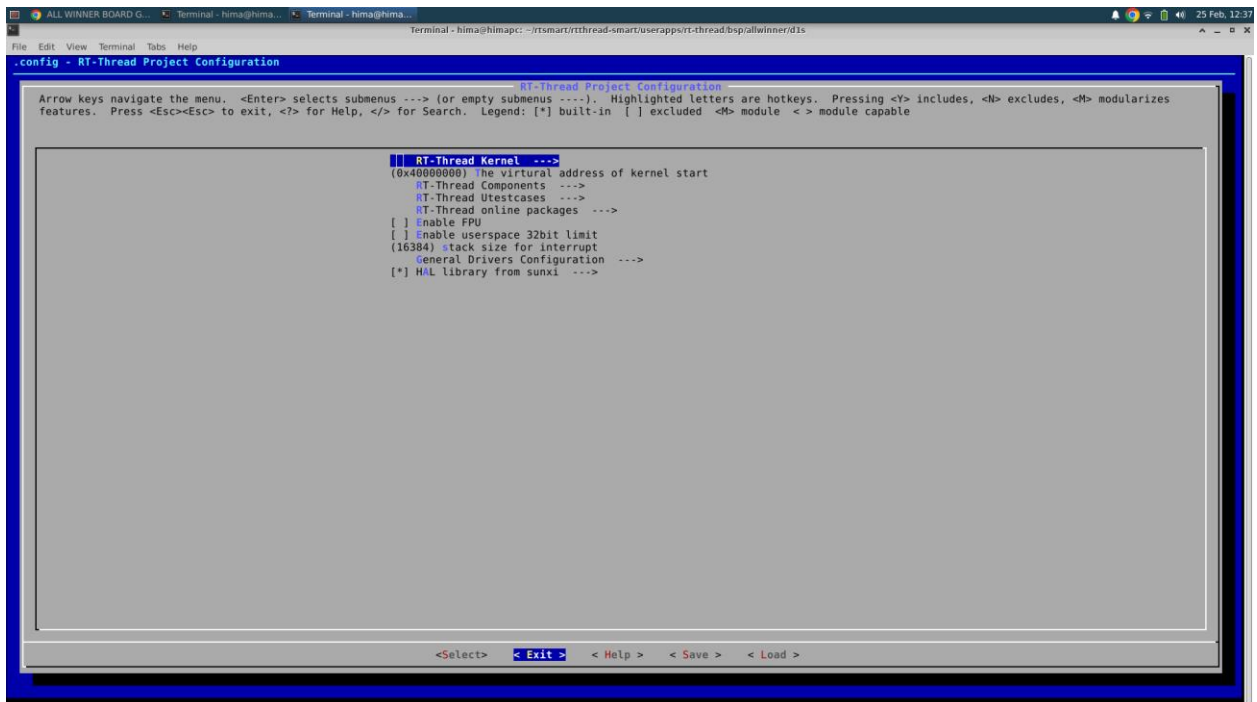 ALL WINNER BOARD G... Terminal - hima@hima... Terminal - hima@hima... 25 Feb, 12:37
Terminal - hima@himapc: ~/rtsmart/rtthread-smart/userapps/rt-thread/bsp/allwinner/d1s
File Edit View Terminal Tabs Help
.config - RT-Thread Project Configuration
RT-Thread Project Configuration
Arrow keys navigate the menu. <Enter> selects submenus ---> (or empty submenus ----). Highlighted letters are hotkeys. Pressing <Y> includes, <N> excludes, <M> modularizes
features. Press <Esc><Esc> to exit, <?> for Help, </> for Search. Legend: [*] built-in [ ] excluded <M> module < > module capable
RT-Thread Kernel --->
(0x40000000) The virtural address of kernel start
RT-Thread Components --->
RT-Thread Utestcases --->
RT-Thread online packages --->
[ ] Enable FPU
[ ] Enable userspace 32bit limit
(16384) stack size for interrupt
General Drivers Configuration --->
[*] HAL library from sunxi --->
<Select> < Exit > < Help > < Save > < Load >